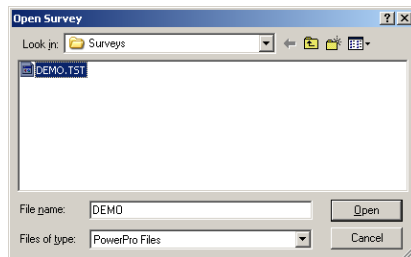 Open Survey
Look in: Surveys
DEMO.TST
File name: DEMO Open
Files of type: PowerPro Files Cancel